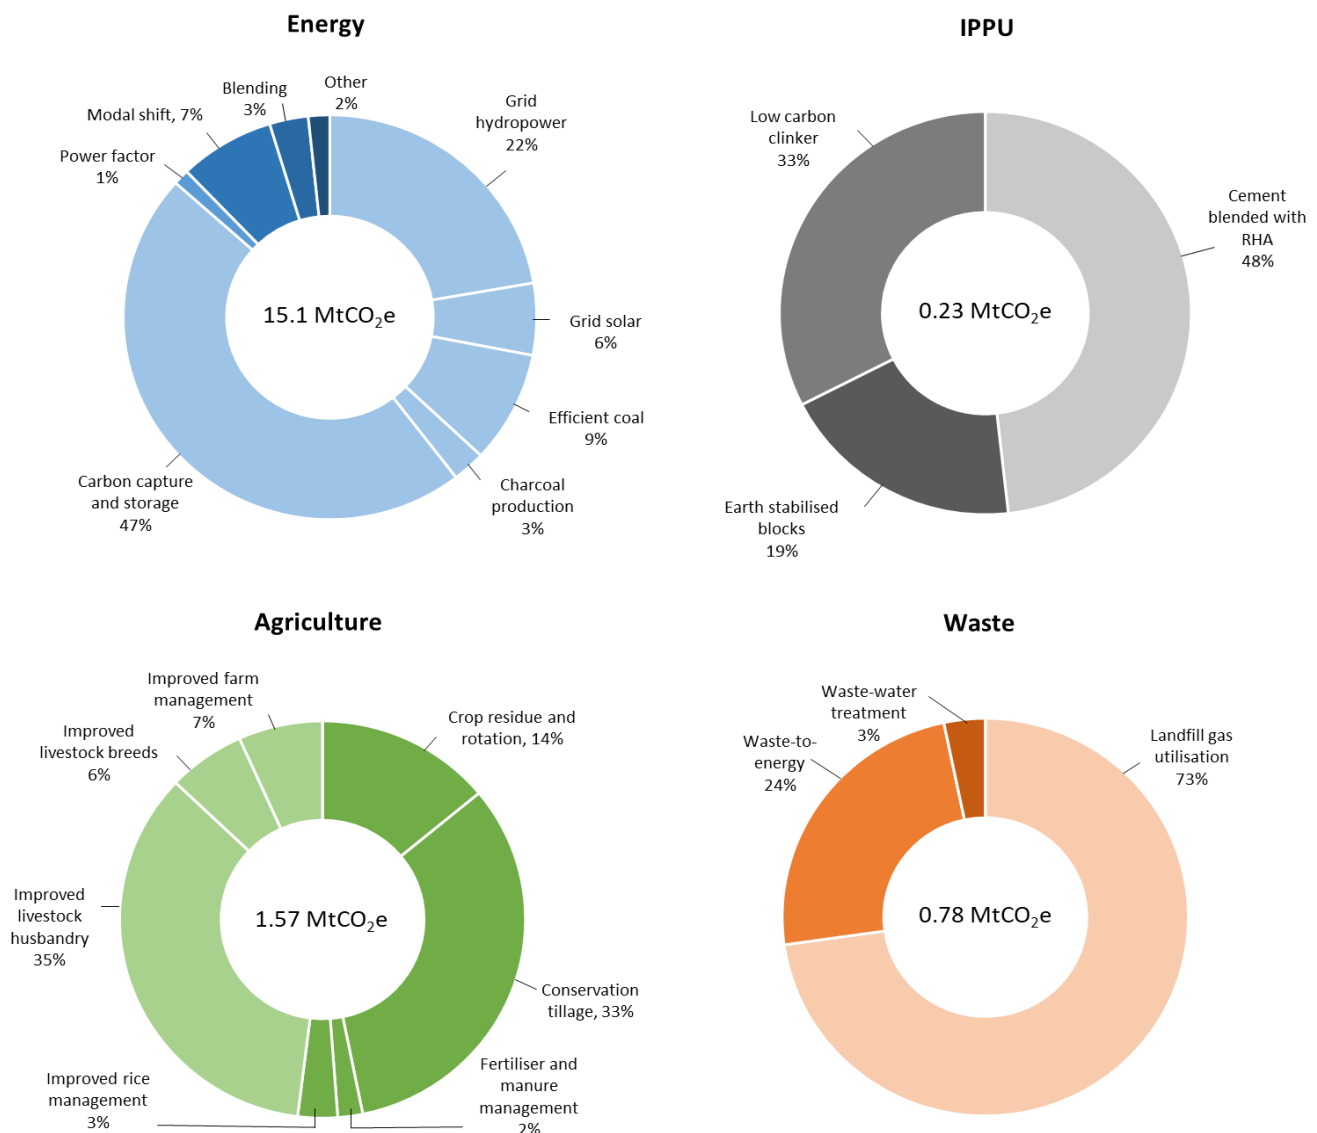 Energy
Other
2%
Blending
3%
Modal shift, 7%
Power factor
1%
Grid
hydropower
22%
Grid solar
6%
Efficient coal
9%
Charcoal
production
3%
Carbon capture
and storage
47%
15.1 MtCO₂e
IPPU
Low carbon
clinker
33%
Cement
blended with
RHA
48%
Earth stabilised
blocks
19%
0.23 MtCO₂e
Agriculture
Improved farm
management
7%
Crop residue and
rotation, 14%
Improved
livestock breeds
6%
Improved
livestock
husbandry
35%
1.57 MtCO₂e
Conservation
tillage, 33%
Fertiliser and
manure
management
2%
Improved rice
management
3%
Waste
Waste-water
treatment
3%
Waste-to-
energy
24%
Landfill gas
utilisation
73%
0.78 MtCO₂e